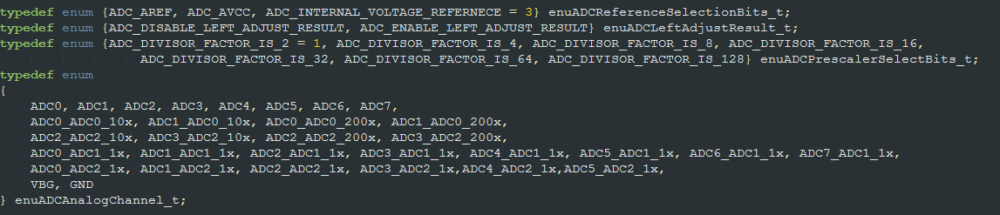 typedef enum {ADC_AREF, ADC_AVCC, ADC_INTERNAL_VOLTAGE_REFERNECE = 3} enuADCReferenceSelectionBits_t;
typedef enum {ADC_DISABLE_LEFT_ADJUST_RESULT, ADC_ENABLE_LEFT_ADJUST_RESULT} enuADCLeftAdjustResult_t;
typedef enum {ADC_DIVISOR_FACTOR_IS_2 = 1, ADC_DIVISOR_FACTOR_IS_4, ADC_DIVISOR_FACTOR_IS_8, ADC_DIVISOR_FACTOR_IS_16,
ADC_DIVISOR_FACTOR_IS_32, ADC_DIVISOR_FACTOR_IS_64, ADC_DIVISOR_FACTOR_IS_128} enuADCPrescalerSelectBits_t;
typedef enum
{
ADC0, ADC1, ADC2, ADC3, ADC4, ADC5, ADC6, ADC7,
ADC0_ADC0_10x, ADC1_ADC0_10x, ADC0_ADC0_200x, ADC1_ADC0_200x,
ADC2_ADC2_10x, ADC3_ADC2_10x, ADC2_ADC2_200x, ADC3_ADC2_200x,
ADC0_ADC1_1x, ADC1_ADC1_1x, ADC2_ADC1_1x, ADC3_ADC1_1x, ADC4_ADC1_1x, ADC5_ADC1_1x, ADC6_ADC1_1x, ADC7_ADC1_1x,
ADC0_ADC2_1x, ADC1_ADC2_1x, ADC2_ADC2_1x, ADC3_ADC2_1x,ADC4_ADC2_1x,ADC5_ADC2_1x,
VBG, GND
} enuADCAnalogChannel_t;